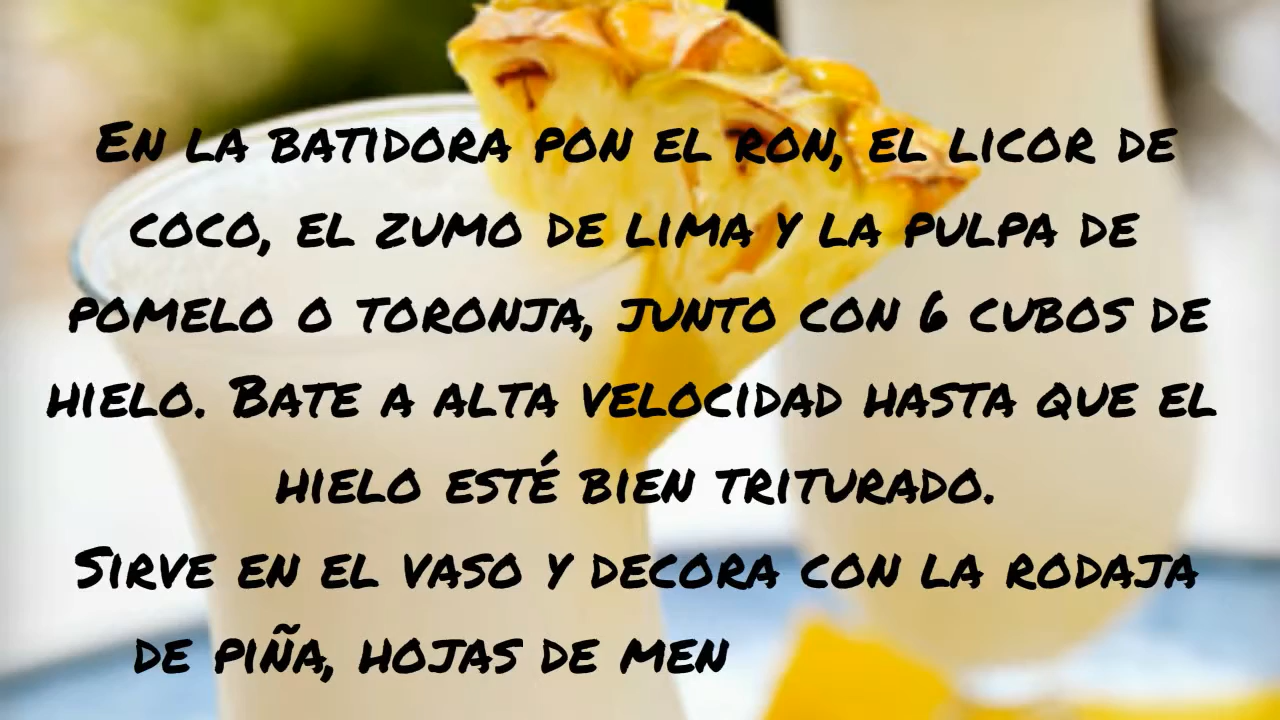 En la batidora pon el ron, el licor de
coco, el zumo de lima y la pulpa de
pomelo o toronja, junto con 6 cubos de
hielo. Bate a alta velocidad hasta que el
hielo esté bien triturado.
Sirve en el vaso y decora con la rodaja
de piña, hojas de men